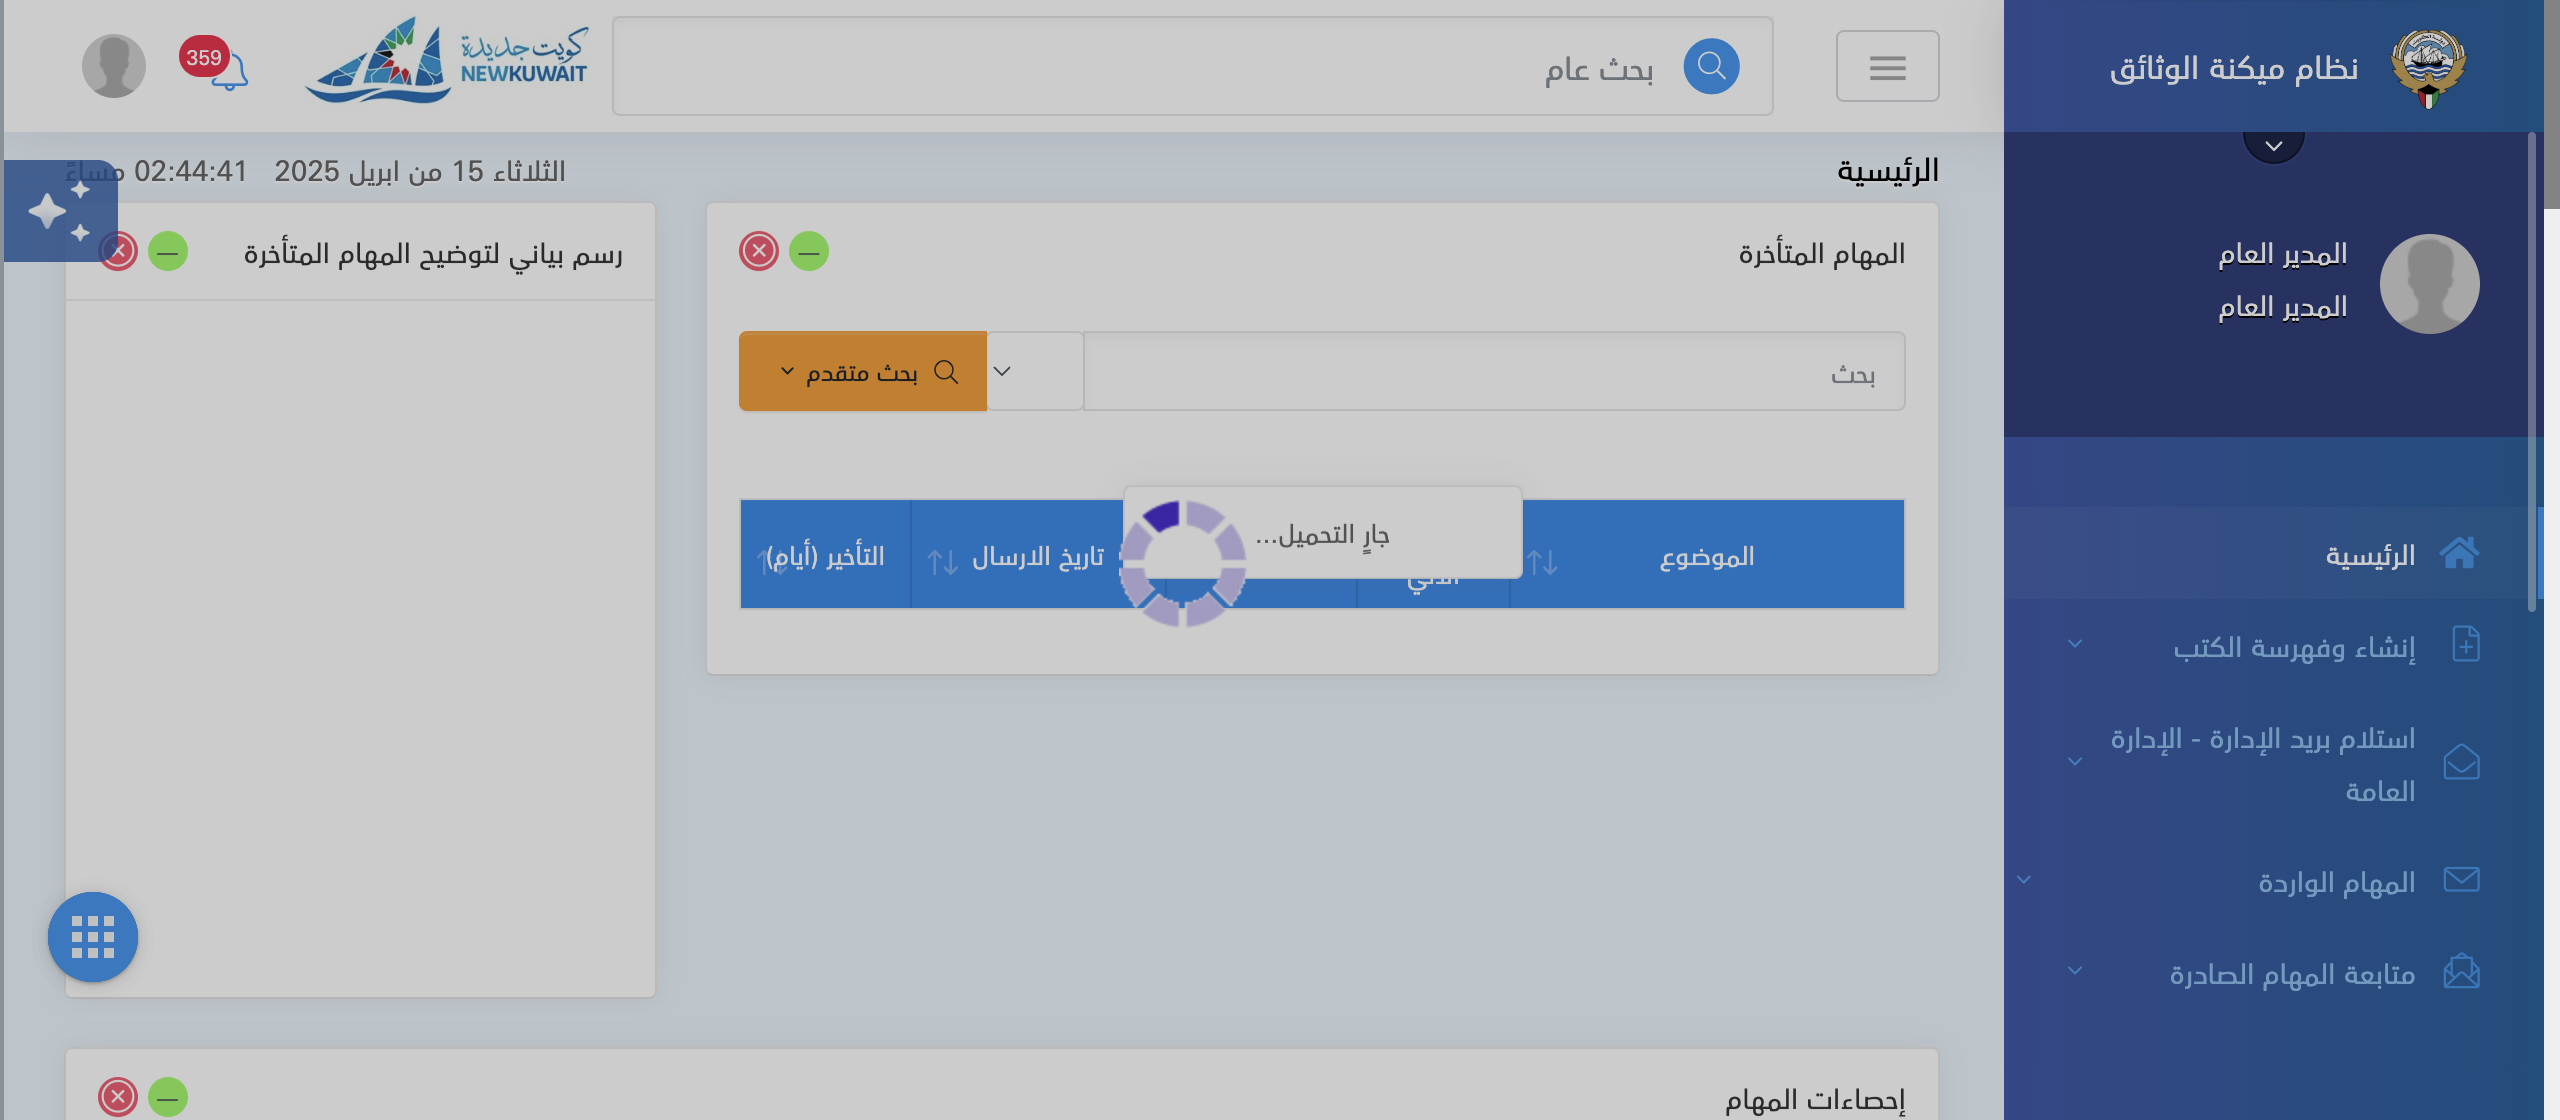 نظام ميكنة الوثائق
بحث عام
كويت جديدة
NEWKUWAIT
359
المدير العام
المدير العام
الرئيسية
إنشاء وفهرسة الكتب
استلام بريد الإدارة - الإدارة
العامة
المهام الواردة
متابعة المهام الصادرة
الرئيسية
الثلاثاء 15 من ابريل 2025 02:44:41 مساءً
المهام المتأخرة
بحث
بحث متقدم
الموضوع
تاريخ الارسال
التأخير (أيام)
جارٍ التحميل...
رسم بياني لتوضيح المهام المتأخرة
إحصاءات المهام